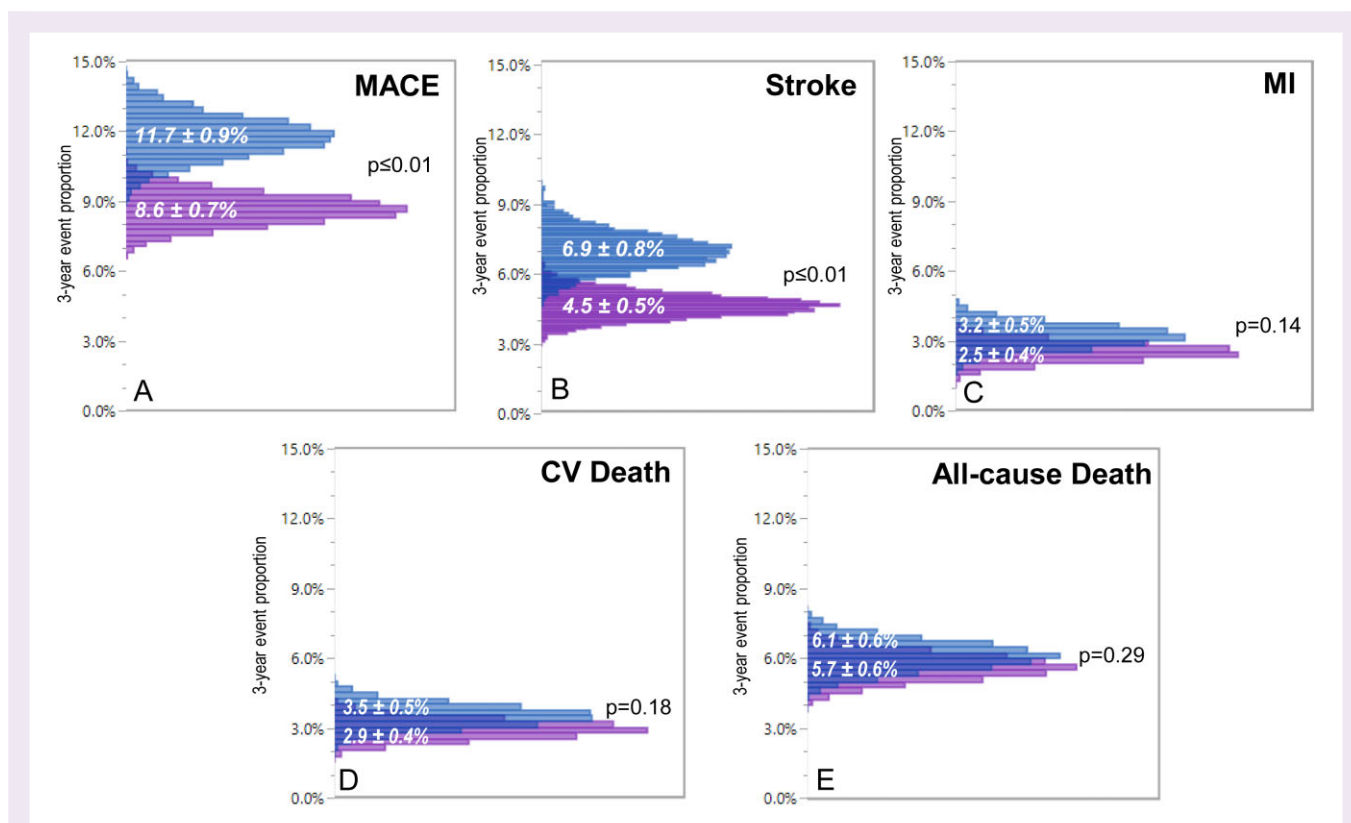 15.0%
12.0%
9.0%
6.0%
3.0%
0.0%
3-year event proportion
MACE
11.7 ± 0.9%
p≤0.01
8.6 ± 0.7%
A
15.0%
12.0%
9.0%
6.0%
3.0%
0.0%
3-year event proportion
Stroke
6.9 ± 0.8%
p≤0.01
4.5 ± 0.5%
B
15.0%
12.0%
9.0%
6.0%
3.0%
0.0%
3-year event proportion
MI
3.2 ± 0.5%
p=0.14
2.5 ± 0.4%
C
15.0%
12.0%
9.0%
6.0%
3.0%
0.0%
3-year event proportion
CV Death
3.5 ± 0.5%
p=0.18
2.9 ± 0.4%
D
15.0%
12.0%
9.0%
6.0%
3.0%
0.0%
3-year event proportion
All-cause Death
6.1 ± 0.6%
p=0.29
5.7 ± 0.6%
E